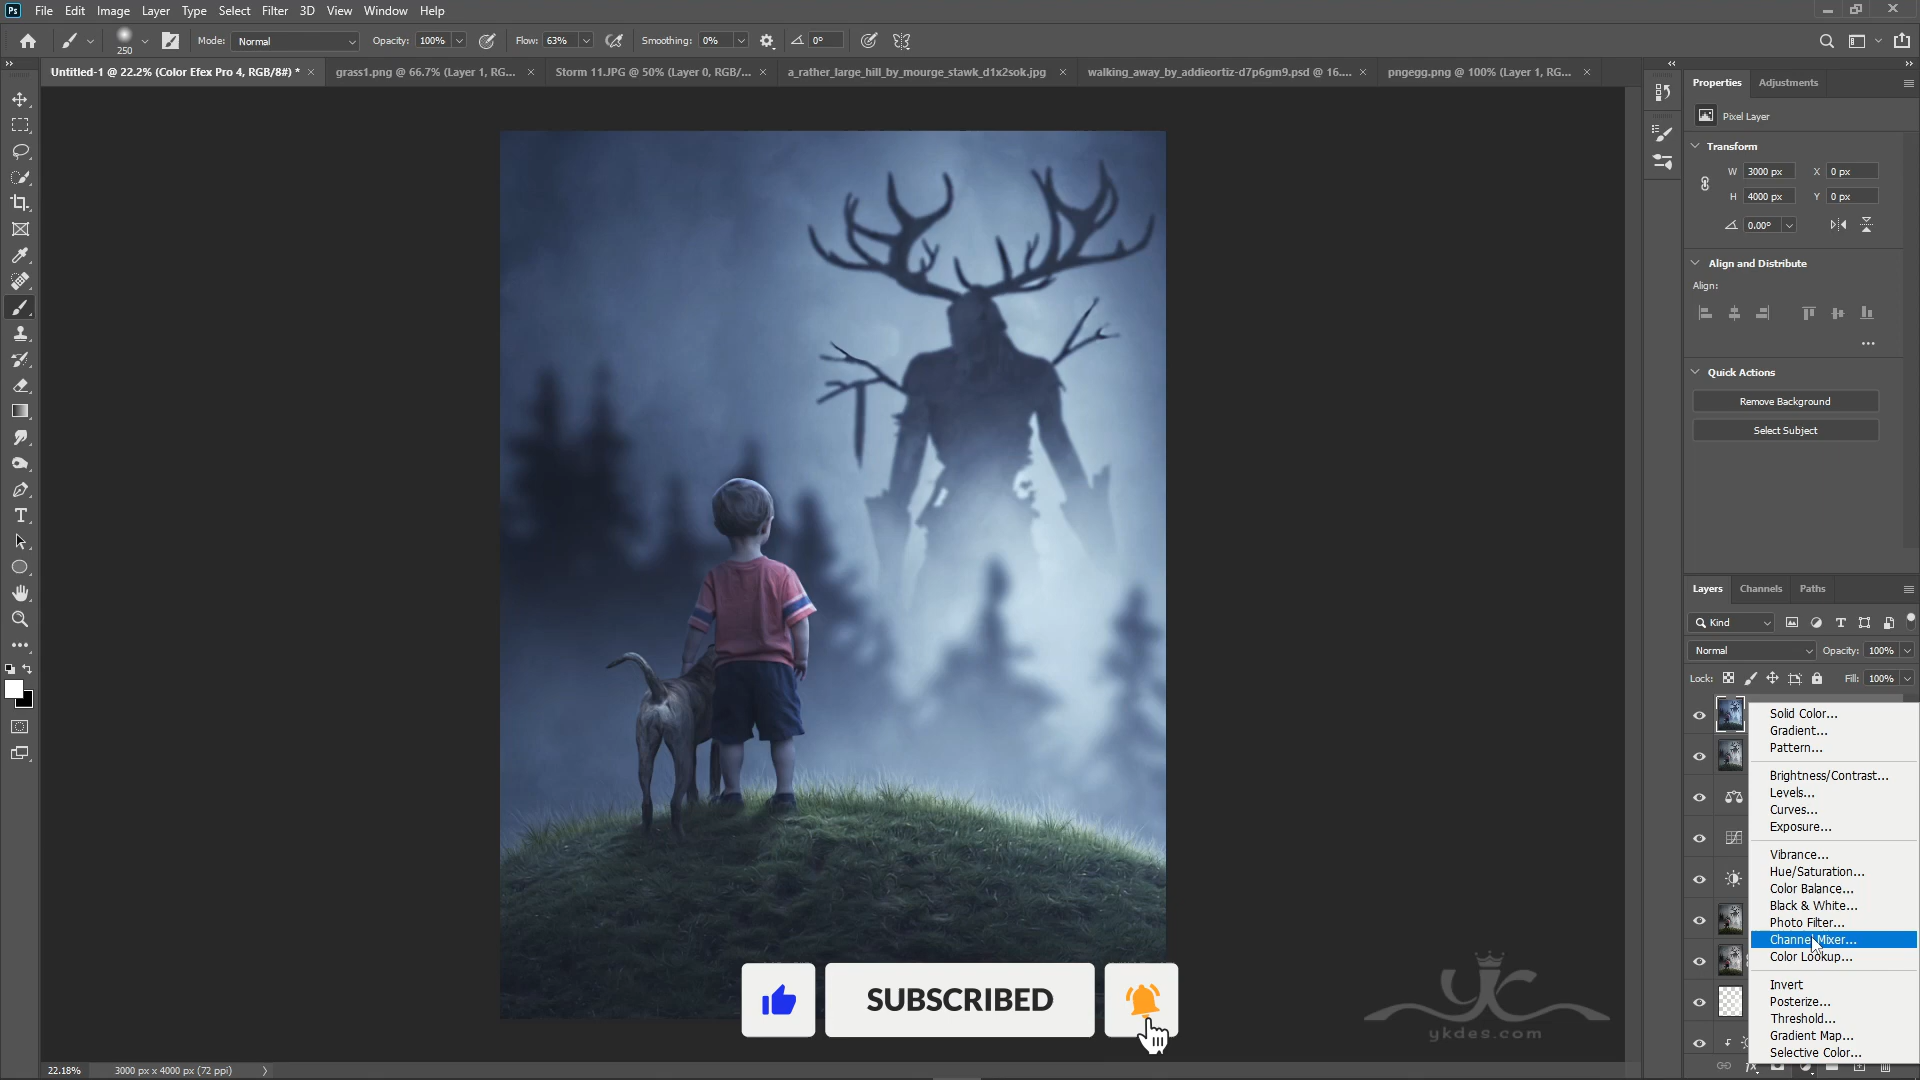 Ps File Edit Image Layer Type Select Filter 3D View Window Help
250 Mode: Normal Opacity: 100% Flow: 63% Smoothing: 0% 0°
Untitled-1 @ 22.2% (Color Efex Pro 4, RGB/8#) * grass1.png @ 66.7% (Layer 1, RG... Storm 11.JPG @ 50% (Layer 0, RGB/... a_rather_large_hill_by_mourge_stawk_d1x2sok.jpg walking_away_by_addieortiz-d7p6gm9.psd @ 16.... pngegg.png @ 100% (Layer 1, RG...
Properties Adjustments
Pixel Layer
Transform
W 3000 px X 0 px
H 4000 px Y 0 px
0.00°
Align and Distribute
Align:
Quick Actions
Remove Background
Select Subject
Layers Channels Paths
Kind
Normal Opacity: 100%
Lock: Fill: 100%
Solid Color...
Gradient...
Pattern...
Brightness/Contrast...
Levels...
Curves...
Exposure...
Vibrance...
Hue/Saturation...
Color Balance...
Black & White...
Photo Filter...
Channel Mixer...
Color Lookup...
Invert
Posterize...
Threshold...
Gradient Map...
Selective Color...
SUBSCRIBED
yc
ykdes.com
22.18% 3000 px x 4000 px (72 ppi)